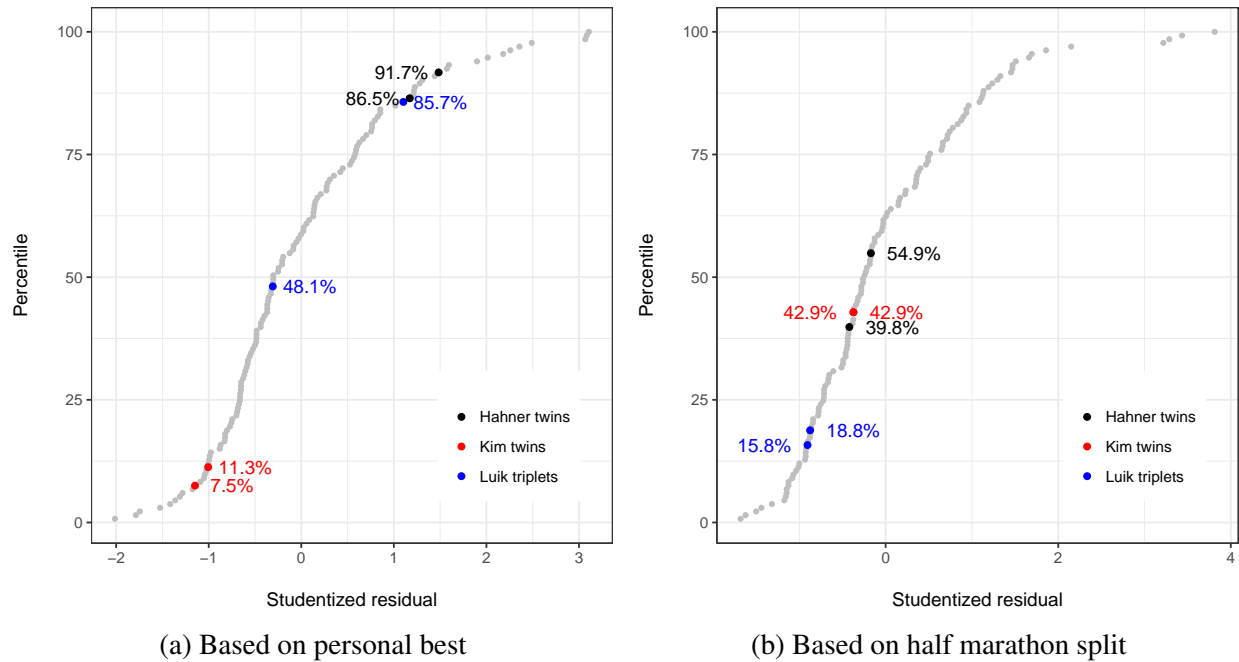 100
75
50
25
0
Percentile
91.7%
86.5%
85.7%
48.1%
11.3%
7.5%
Hahner twins
Kim twins
Luik triplets
−2 −1 0 1 2 3
Studentized residual
(a) Based on personal best
100
75
50
25
0
Percentile
54.9%
42.9% 42.9%
39.8%
18.8%
15.8%
Hahner twins
Kim twins
Luik triplets
0 2 4
Studentized residual
(b) Based on half marathon split